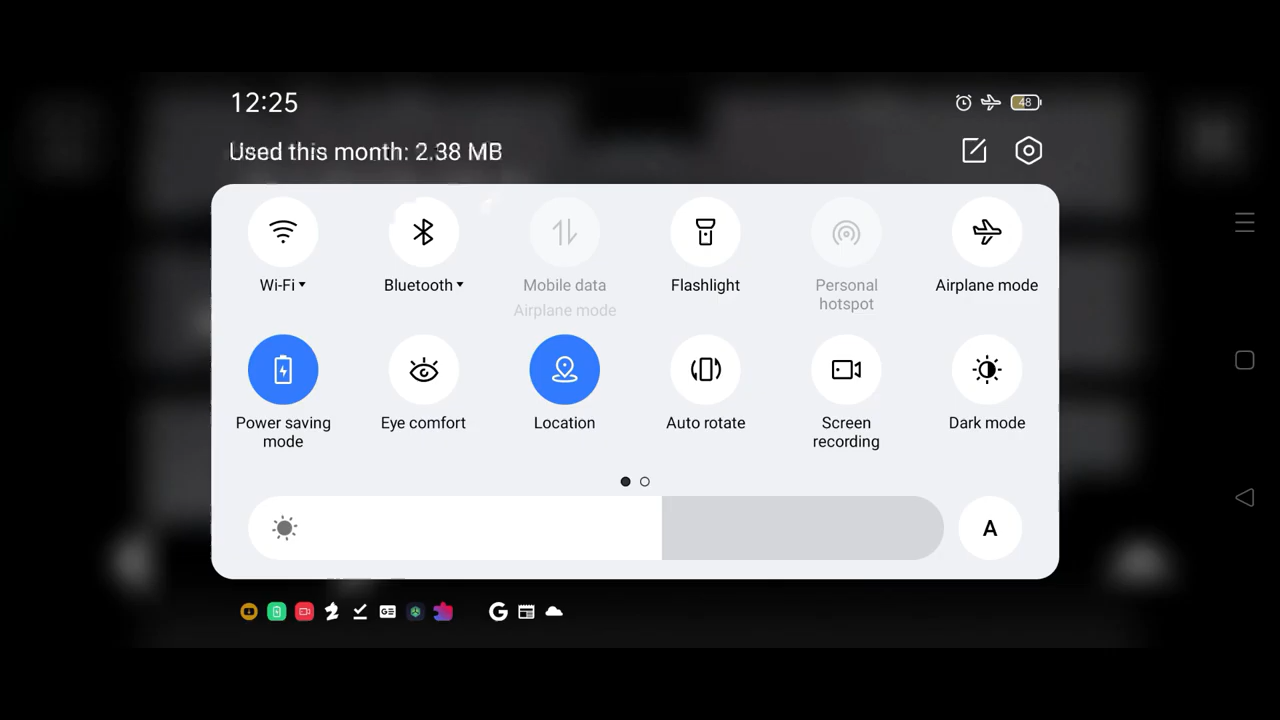 12:25
48
Used this month: 2.38 MB
Wi-Fi
Bluetooth
Mobile data
Airplane mode
Flashlight
Personal
hotspot
Airplane mode
Power saving
mode
Eye comfort
Location
Auto rotate
Screen
recording
Dark mode
A
GE
G